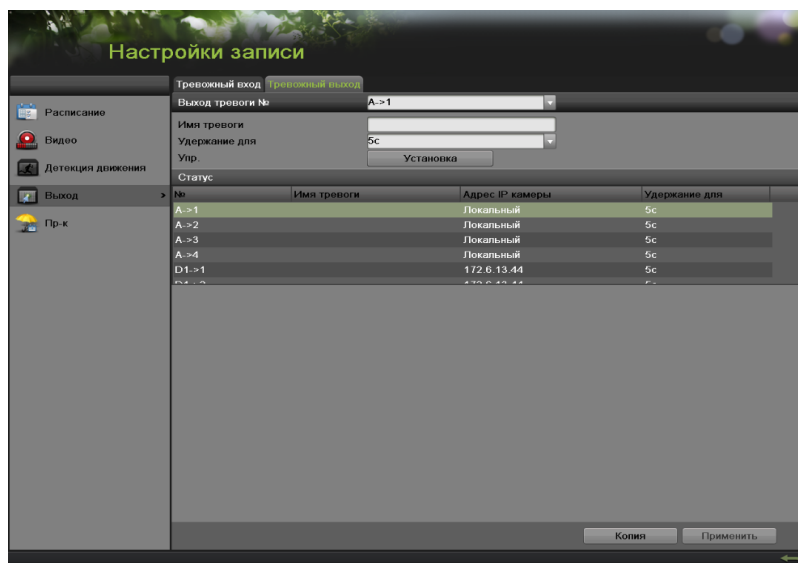 Настройки записи
Тревожный вход Тревожный выход
Выход тревоги № A->1
Расписание
Имя тревоги
Видео
Удержание для 5с
Упр. Установка
Детекция движения
Статус
Выход
№ Имя тревоги Адрес IP камеры Удержание для
A->1 Локальный 5с
A->2 Локальный 5с
Пр-к
A->3 Локальный 5с
A->4 Локальный 5с
D1->1 172.6.13.44 5с
Копия Применить